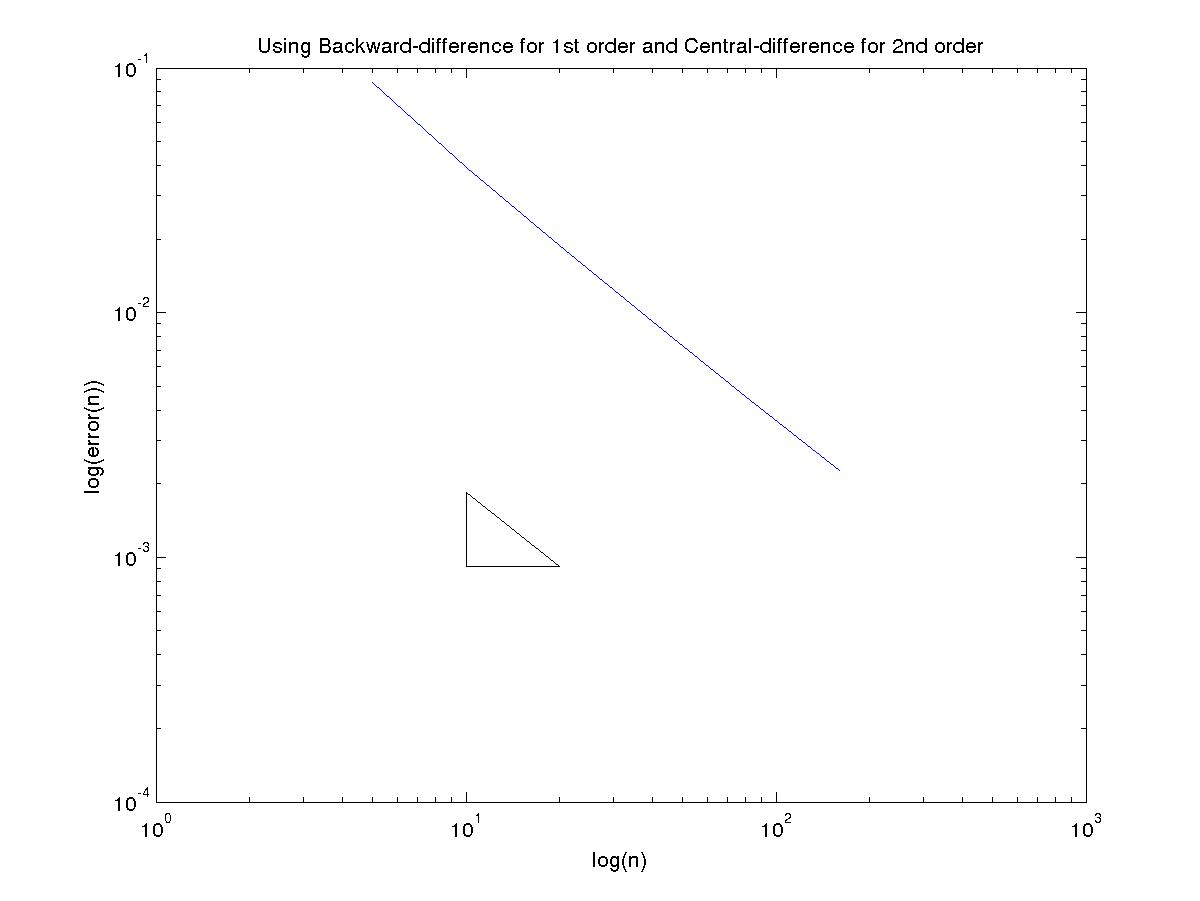 Using Backward-difference for 1st order and Central-difference for 2nd order
10^-1
10^-2
10^-3
10^-4
log(error(n))
10^0 10^1 10^2 10^3
log(n)